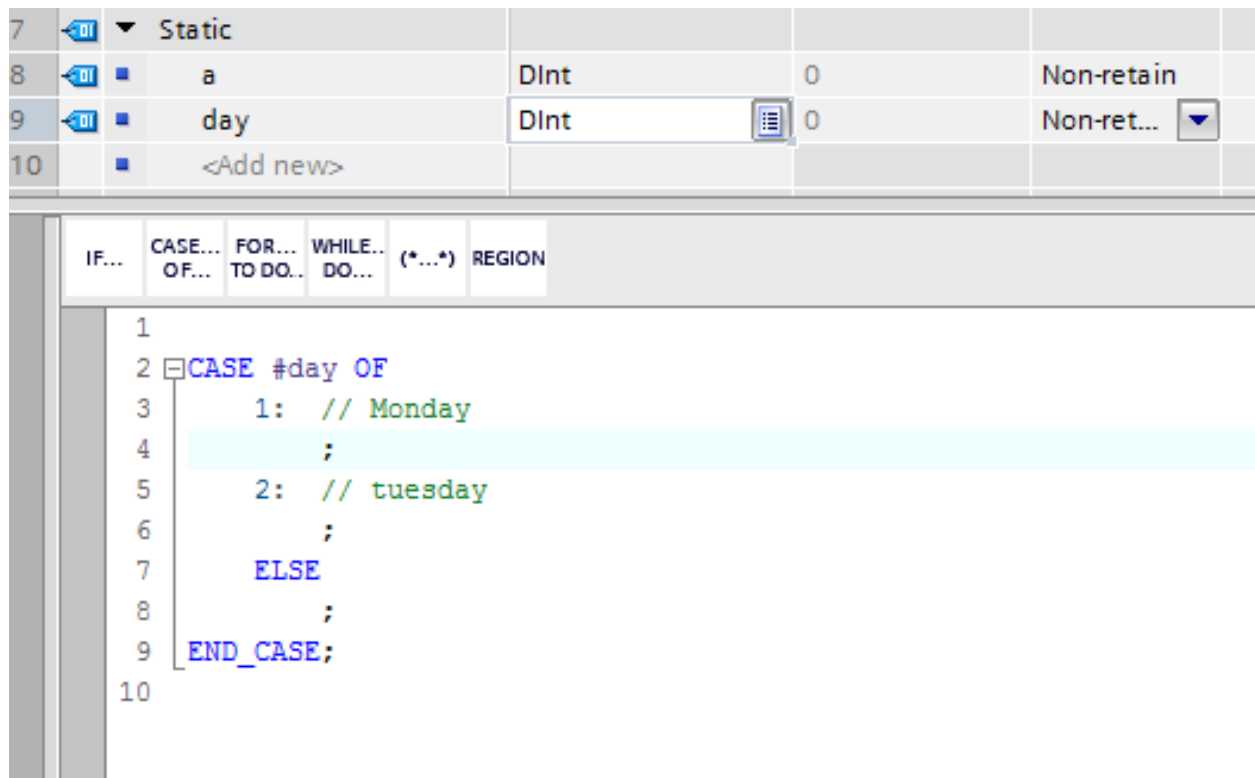 7 Static
8 a DInt 0 Non-retain
9 day DInt 0 Non-ret...
10 <Add new>
IF... CASE... OF... FOR... TO DO... WHILE.. DO... (*...*) REGION
1
2 CASE #day OF
3 1: // Monday
4 ;
5 2: // tuesday
6 ;
7 ELSE
8 ;
9 END_CASE;
10